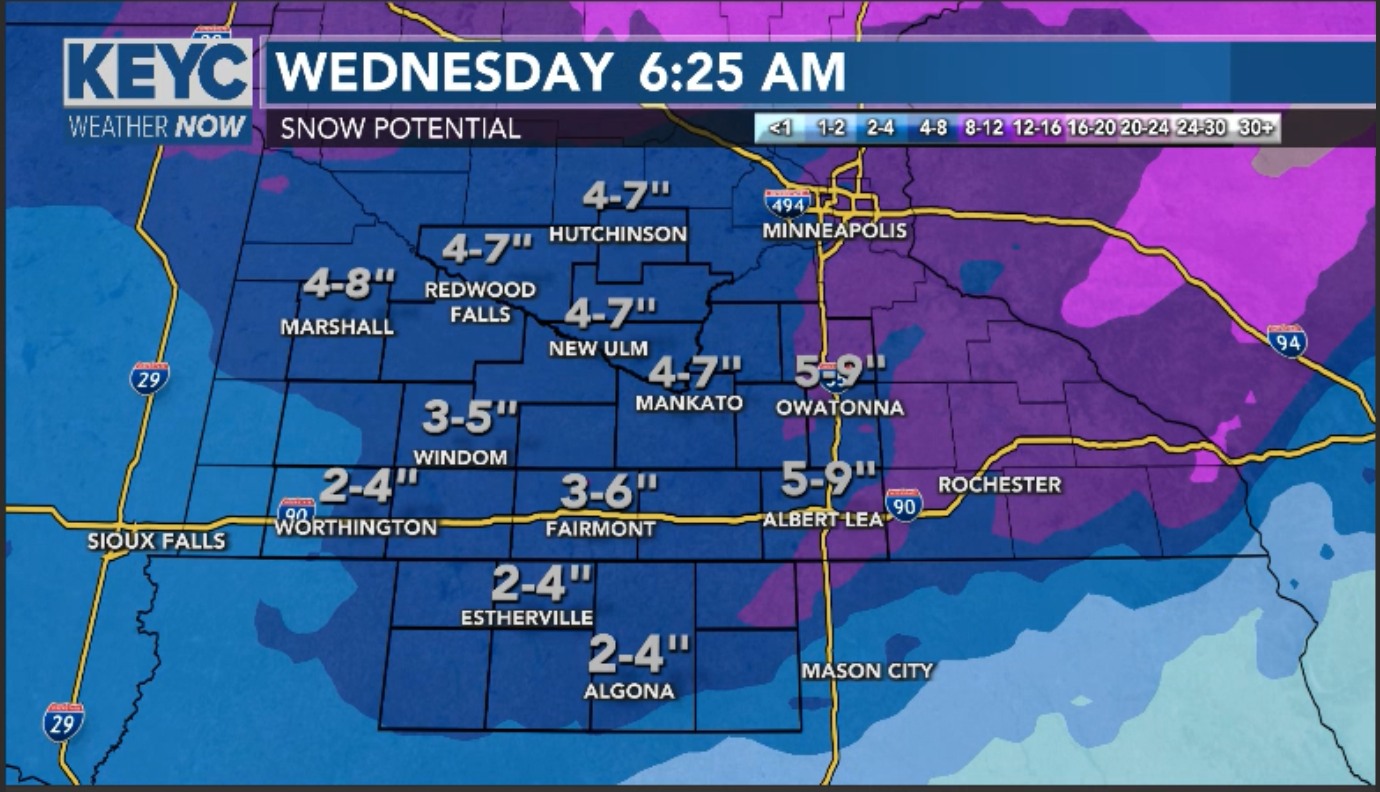 29
KEYC
WEATHER NOW
WEDNESDAY 6:25 AM
SNOW POTENTIAL
<1 1-2 2-4 4-8 8-12 12-16 16-20 20-24 24-30 30+
4-7"
HUTCHINSON
494
MINNEAPOLIS
4-7"
REDWOOD
FALLS
4-8"
MARSHALL
4-7"
NEW ULM
94
29
4-7"
MANKATO
5-9"
35
OWATONNA
3-5"
WINDOM
2-4"
90
WORTHINGTON
3-6"
FAIRMONT
5-9"
ALBERT LEA
90
ROCHESTER
SIOUX FALLS
2-4"
ESTHERVILLE
2-4"
ALGONA
MASON CITY
29